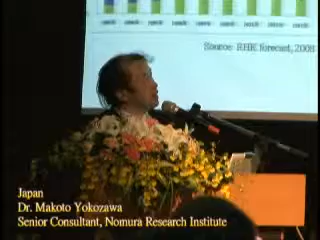 Source: RHK forecast, 2008
Japan
Dr. Makoto Yokozawa
Senior Consultant, Nomura Research Institute